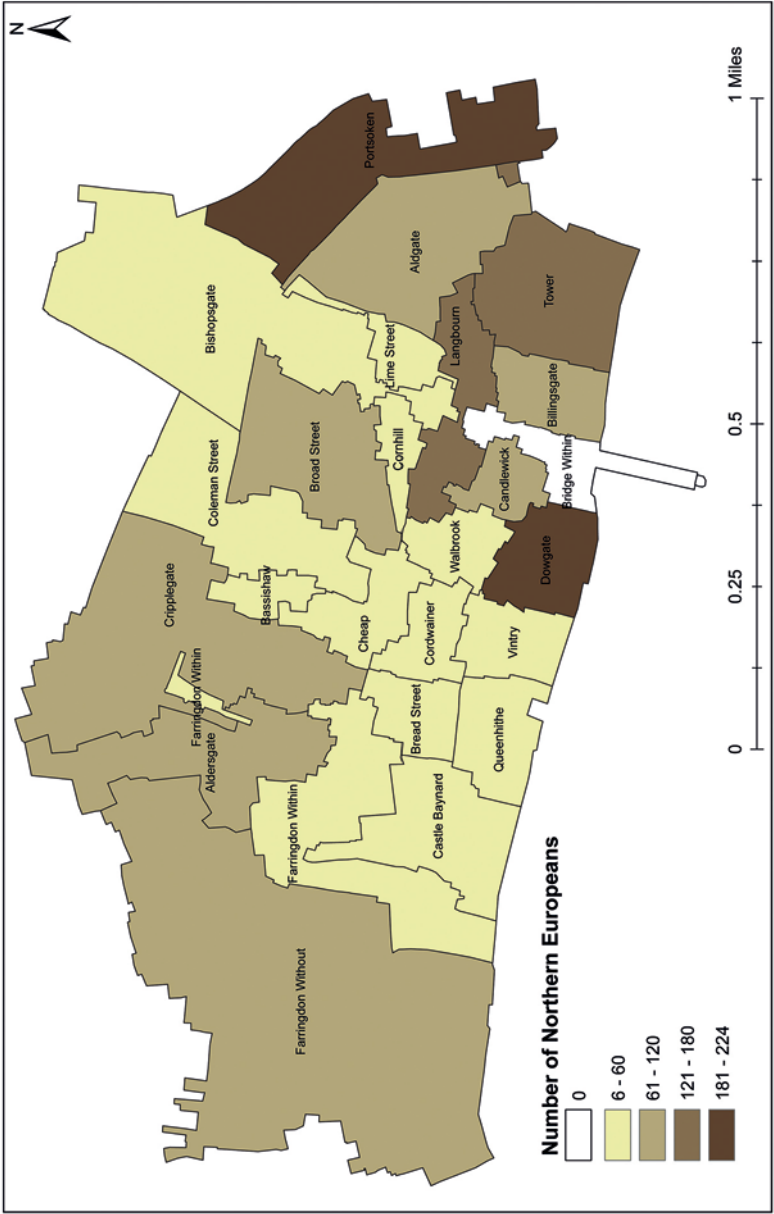 N
Portsoken
Bishopsgate
Aldgate
Tower
Langbourn
Lime Street
Billingsgate
Coleman Street
Broad Street
Cornhill
Candlewick
Bridge Within
Walbrook
Dowgate
Cripplegate
Bassishaw
Cheap
Cordwainer
Vintry
Farringdon Within
Aldersgate
Bread Street
Queenhithe
Farringdon Within
Castle Baynard
Farringdon Without
Number of Northern Europeans
0
6 - 60
61 - 120
121 - 180
181 - 224
0 0.25 0.5 1 Miles